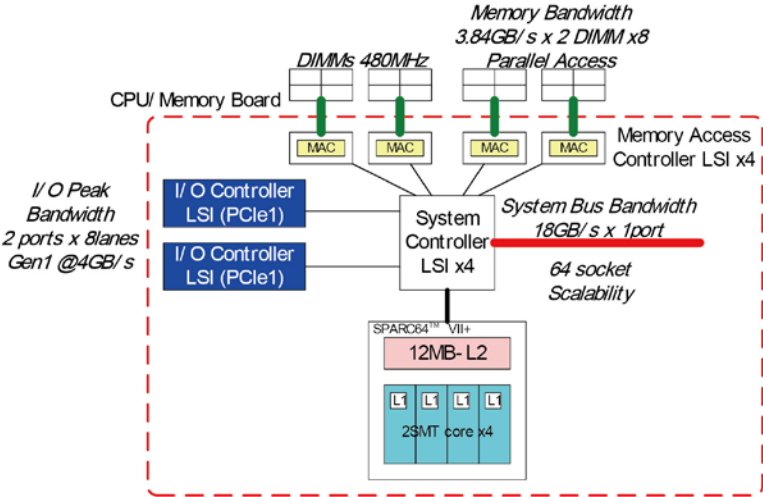 Memory Bandwidth
3.84GB/s x 2 DIMM x8
Parallel Access
DIMMs 480MHz
CPU/ Memory Board
MAC
MAC
MAC
MAC
Memory Access
Controller LSI x4
I/ O Peak
Bandwidth
2 ports x 8lanes
Gen1 @4GB/ s
I/ O Controller
LSI (PCIe1)
I/ O Controller
LSI (PCIe1)
System
Controller
LSI x4
System Bus Bandwidth
18GB/ s x 1port
64 socket
Scalability
SPARC64™ VII+
12MB- L2
L1
L1
L1
L1
2SMT core x4